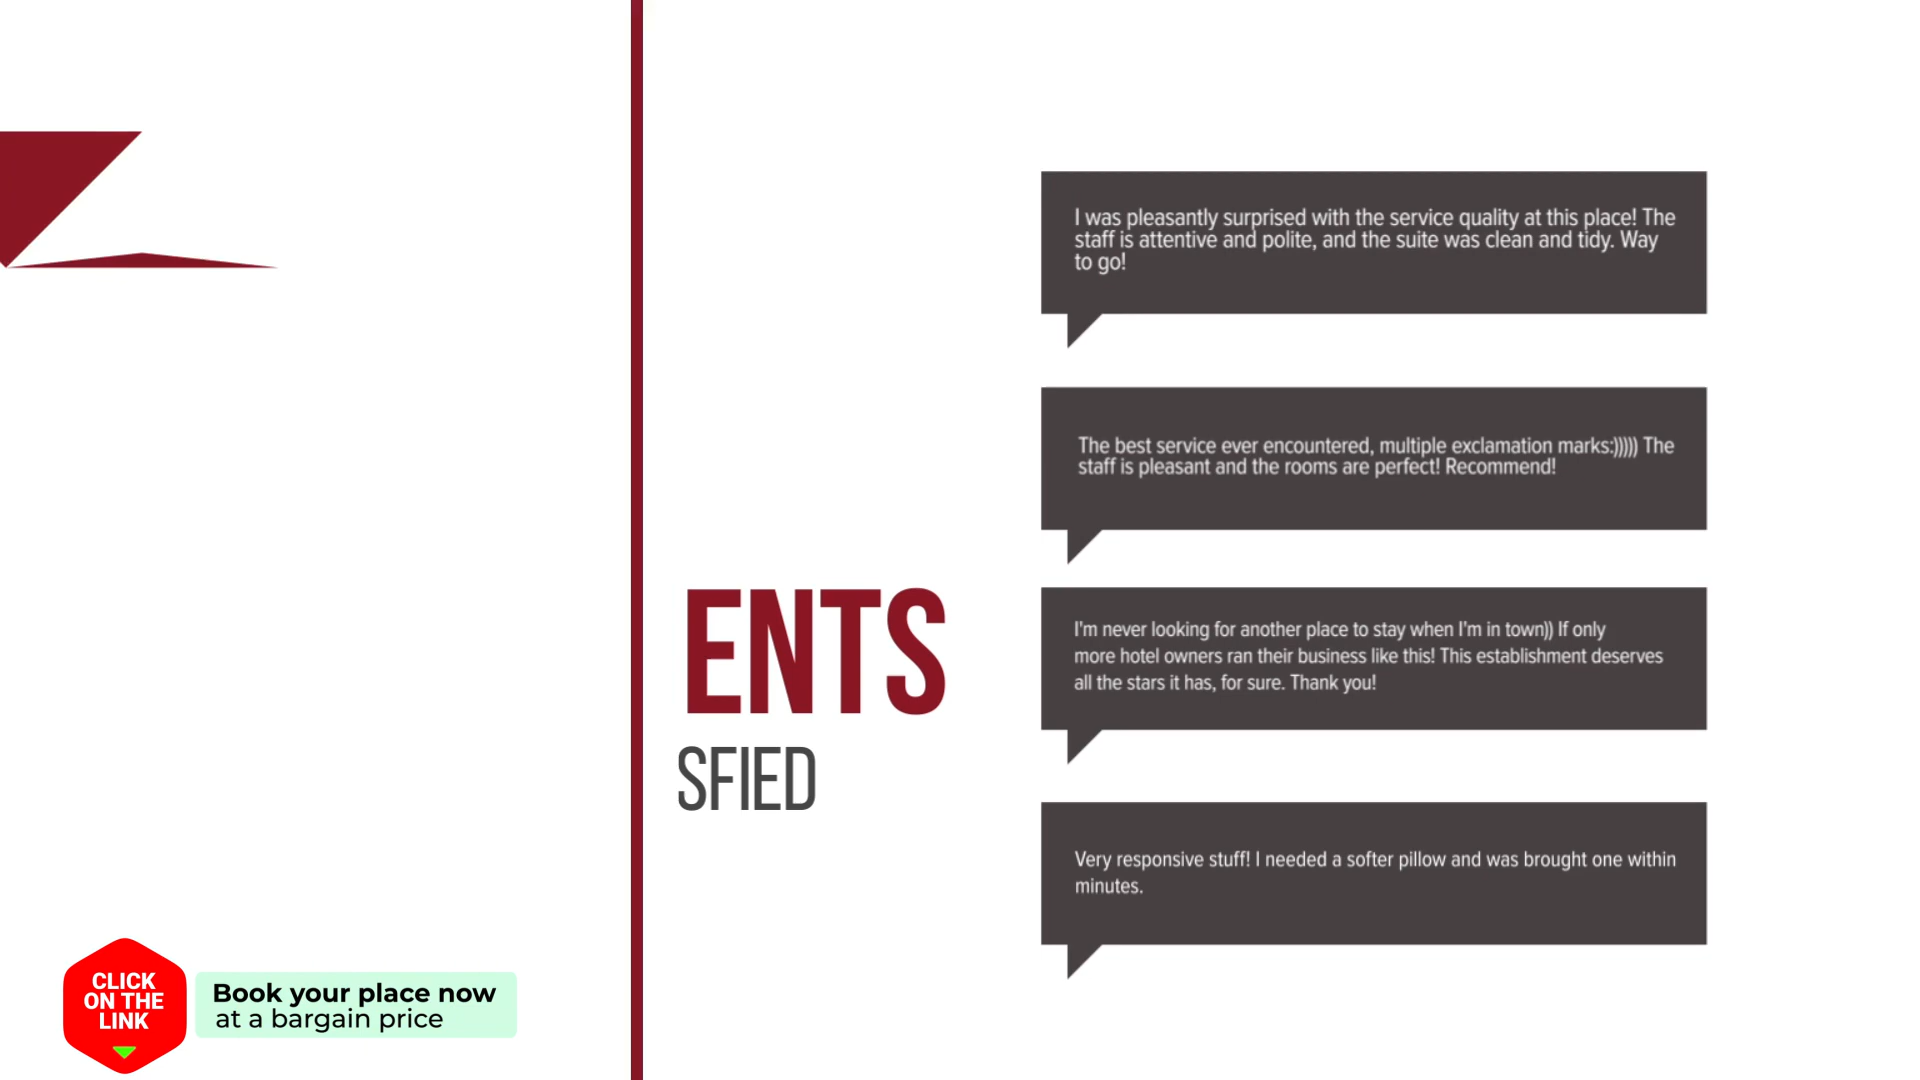 I was pleasantly surprised with the service quality at this place! The
staff is attentive and polite, and the suite was clean and tidy. Way
to go!
The best service ever encountered, multiple exclamation marks:))))) The
staff is pleasant and the rooms are perfect! Recommend!
ENTS
SFIED
I'm never looking for another place to stay when I'm in town)) If only
more hotel owners ran their business like this! This establishment deserves
all the stars it has, for sure. Thank you!
Very responsive stuff! I needed a softer pillow and was brought one within
minutes.
CLICK
ON THE
LINK
Book your place now
at a bargain price